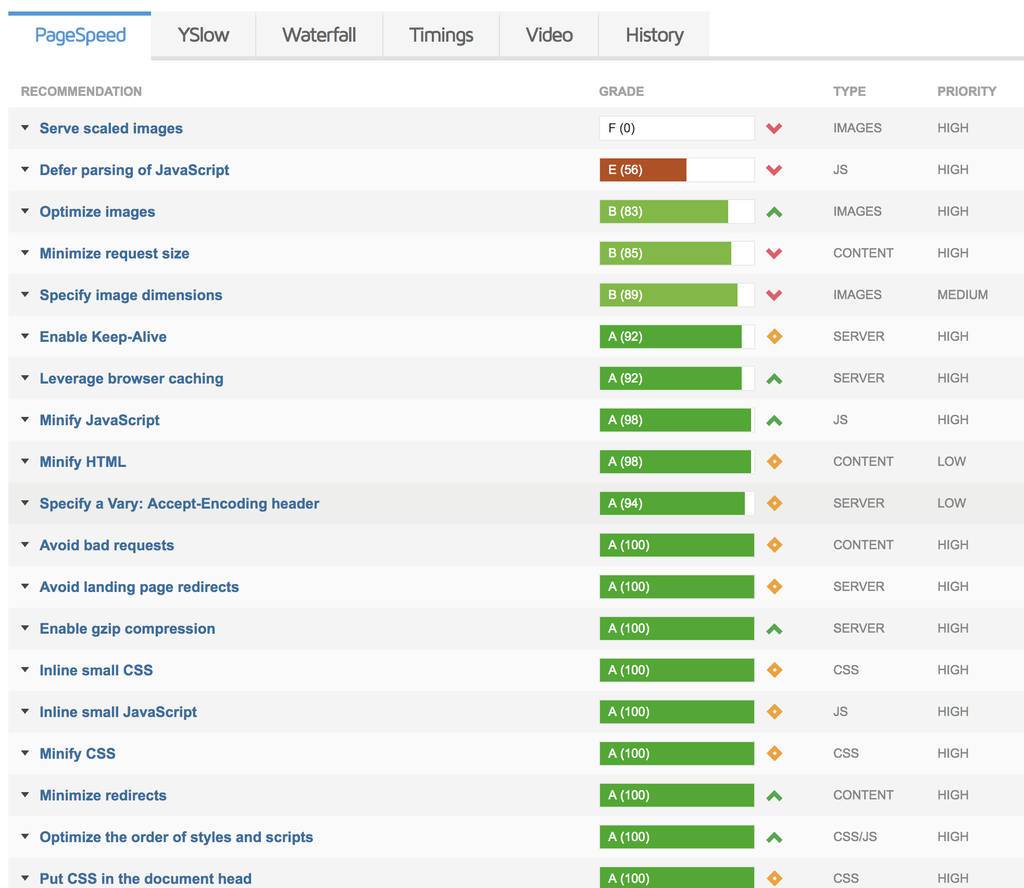 PageSpeed YSlow Waterfall Timings Video History
RECOMMENDATION GRADE TYPE PRIORITY
Serve scaled images F (0) IMAGES HIGH
Defer parsing of JavaScript E (56) JS HIGH
Optimize images B (83) IMAGES HIGH
Minimize request size B (85) CONTENT HIGH
Specify image dimensions B (89) IMAGES MEDIUM
Enable Keep-Alive A (92) SERVER HIGH
Leverage browser caching A (92) SERVER HIGH
Minify JavaScript A (98) JS HIGH
Minify HTML A (98) CONTENT LOW
Specify a Vary: Accept-Encoding header A (94) SERVER LOW
Avoid bad requests A (100) CONTENT HIGH
Avoid landing page redirects A (100) SERVER HIGH
Enable gzip compression A (100) SERVER HIGH
Inline small CSS A (100) CSS HIGH
Inline small JavaScript A (100) JS HIGH
Minify CSS A (100) CSS HIGH
Minimize redirects A (100) CONTENT HIGH
Optimize the order of styles and scripts A (100) CSS/JS HIGH
Put CSS in the document head A (100) CSS HIGH